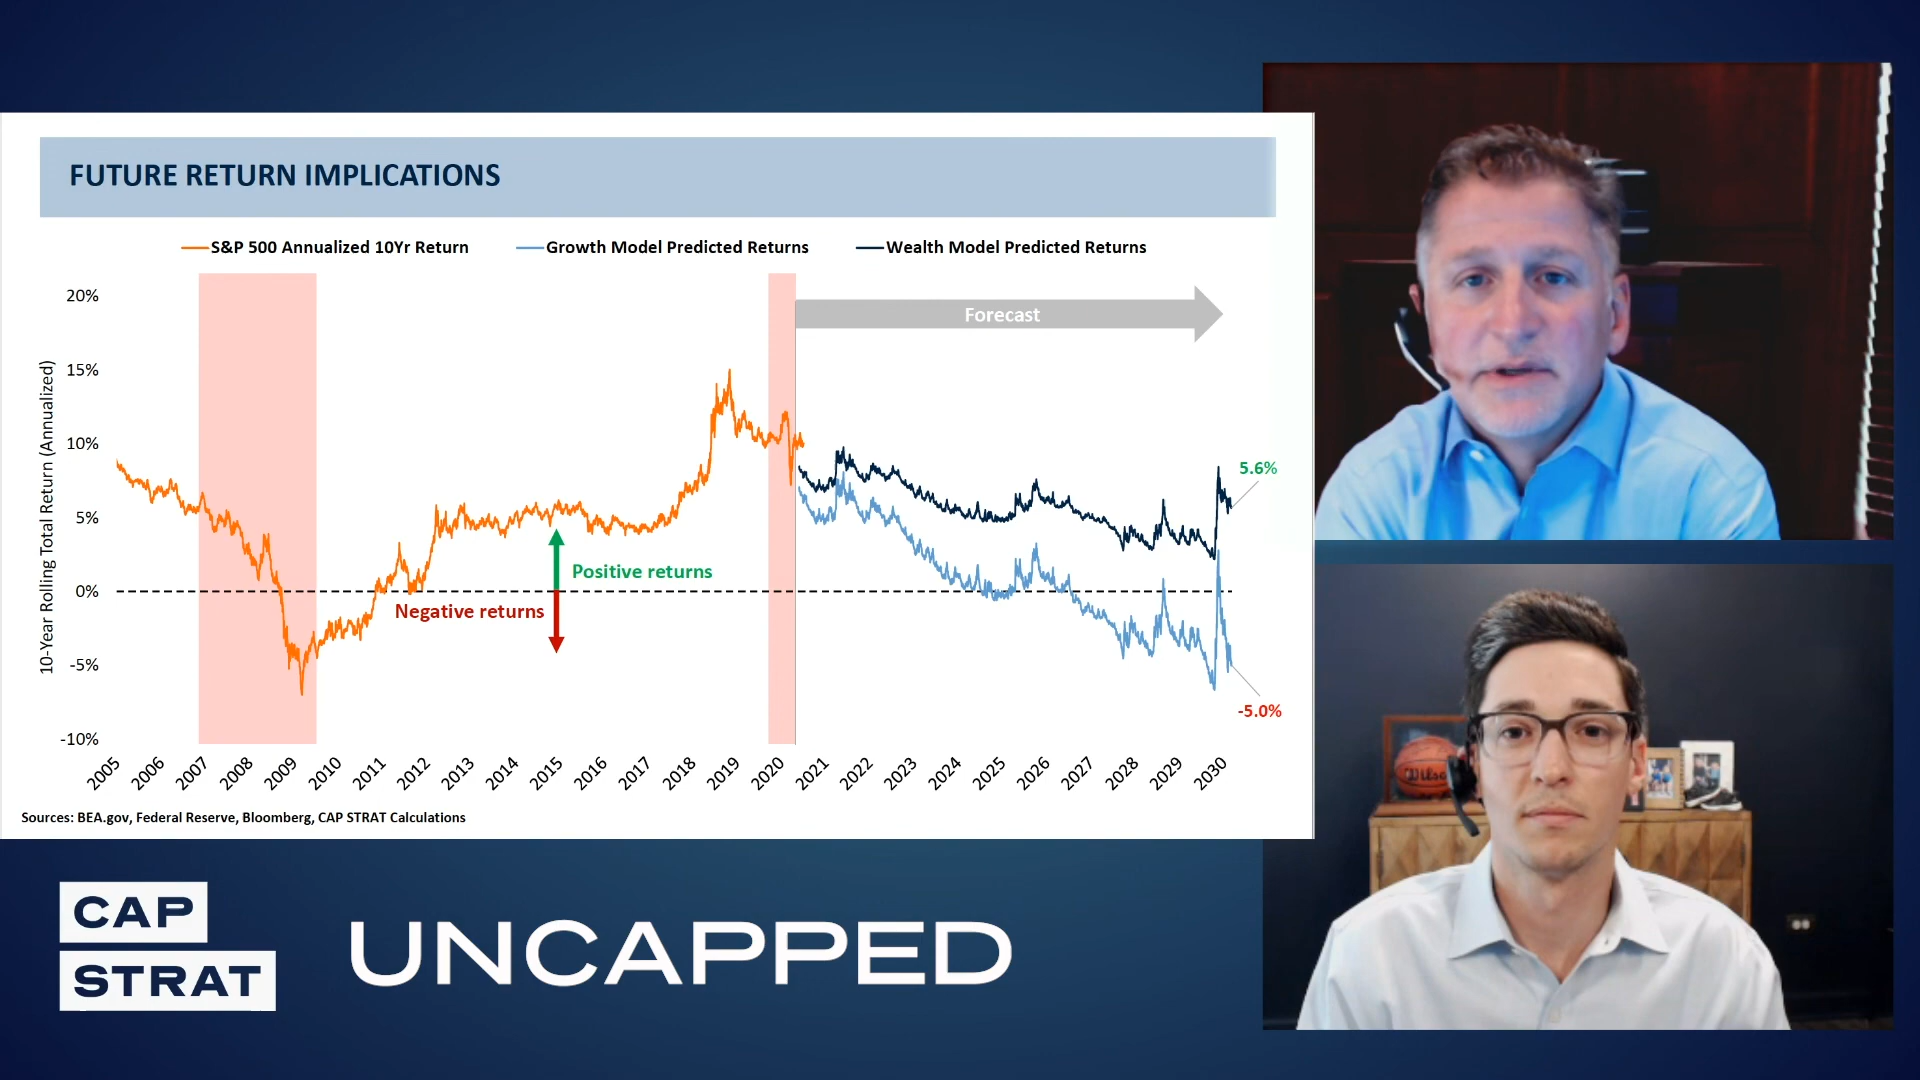 FUTURE RETURN IMPLICATIONS
S&P 500 Annualized 10Yr Return
Growth Model Predicted Returns
Wealth Model Predicted Returns
10-Year Rolling Total Return (Annualized)
20%
15%
10%
5%
0%
-5%
-10%
Forecast
Positive returns
Negative returns
5.6%
-5.0%
2005
2006
2007
2008
2009
2010
2011
2012
2013
2014
2015
2016
2017
2018
2019
2020
2021
2022
2023
2024
2025
2026
2027
2028
2029
2030
Sources: BEA.gov, Federal Reserve, Bloomberg, CAP STRAT Calculations
CAP
STRAT
UNCAPPED